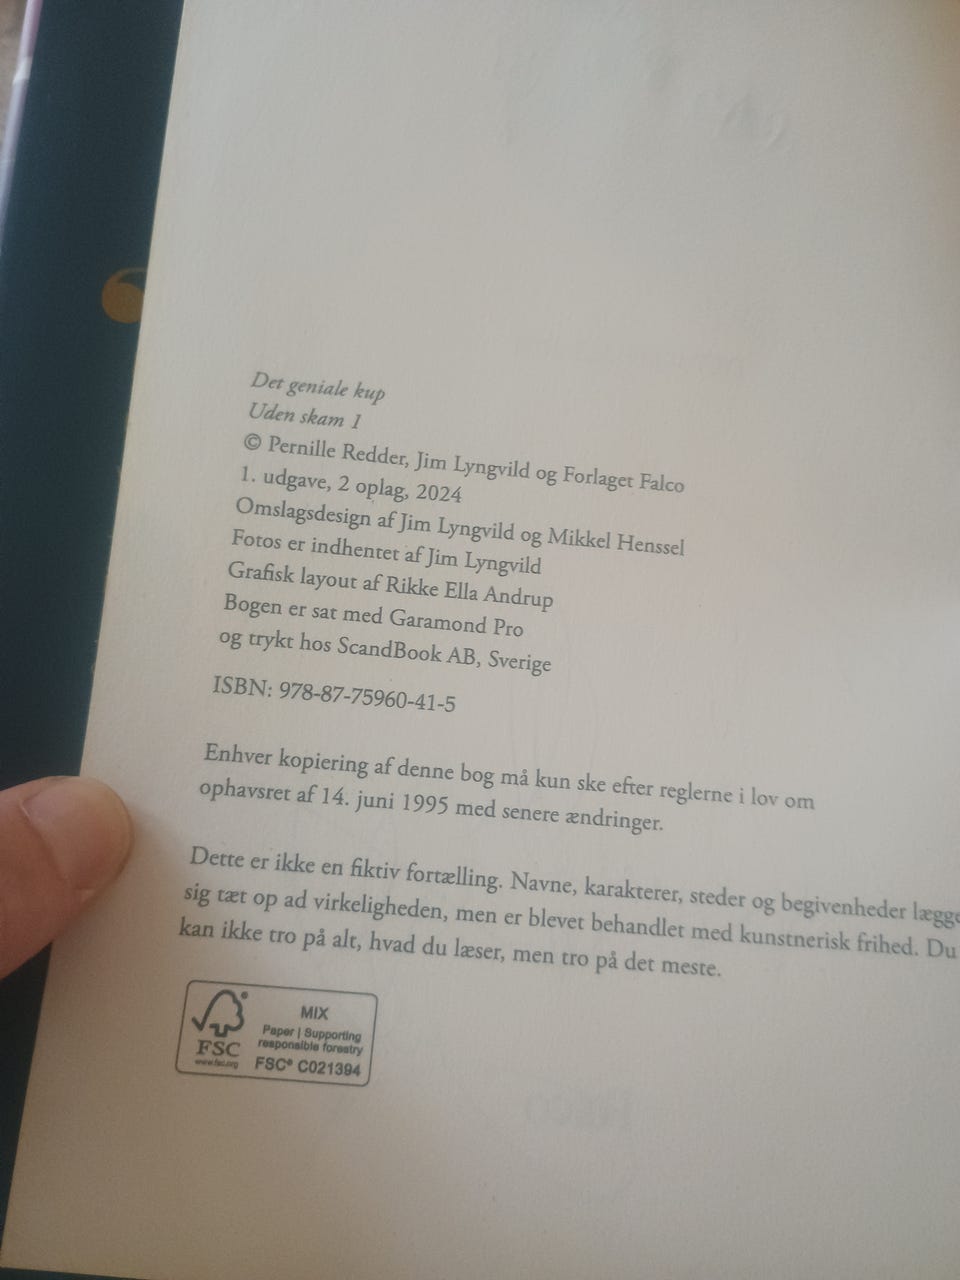 Det geniale kup
Uden skam 1
© Pernille Redder, Jim Lyngvild og Forlaget Falco
1. udgave, 2 oplag, 2024
Omslagsdesign af Jim Lyngvild og Mikkel Henssel
Fotos er indhentet af Jim Lyngvild
Grafisk layout af Rikke Ella Andrup
Bogen er sat med Garamond Pro
og trykt hos ScandBook AB, Sverige
ISBN: 978-87-75960-41-5
Enhver kopiering af denne bog må kun ske efter reglerne i lov om
ophavsret af 14. juni 1995 med senere ændringer.
Dette er ikke en fiktiv fortælling. Navne, karakterer, steder og begivenheder lægge
sig tæt op ad virkeligheden, men er blevet behandlet med kunstnerisk frihed. Du
kan ikke tro på alt, hvad du læser, men tro på det meste.
MIX
Paper | Supporting
responsible forestry
FSC® C021394
FSC
www.fsc.org